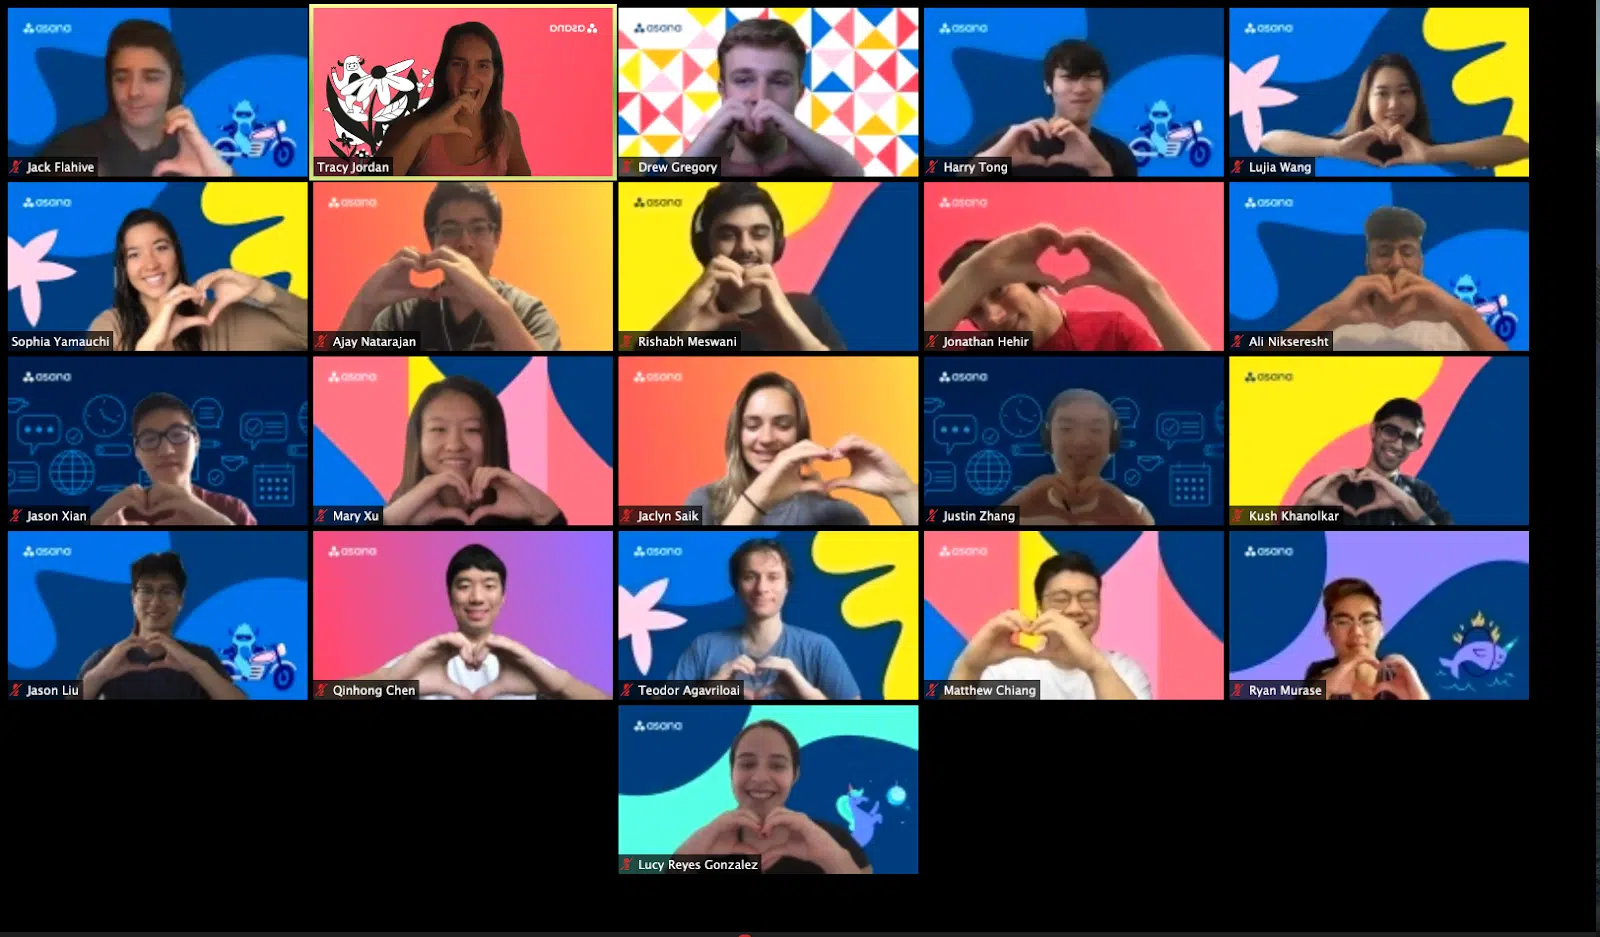 asana
asana
asana
asana
asana
Jack Flahive
Tracy Jordan
Drew Gregory
Harry Tong
Lujia Wang
asana
asana
asana
asana
asana
Sophia Yamauchi
Ajay Natarajan
Rishabh Meswani
Jonathan Hehir
Ali Nikseresht
asana
asana
asana
asana
asana
Jason Xian
Mary Xu
Jaclyn Saik
Justin Zhang
Kush Khanolkar
asana
asana
asana
asana
asana
Jason Liu
Qinhong Chen
Teodor Agavriloai
Matthew Chiang
Ryan Murase
asana
Lucy Reyes Gonzalez